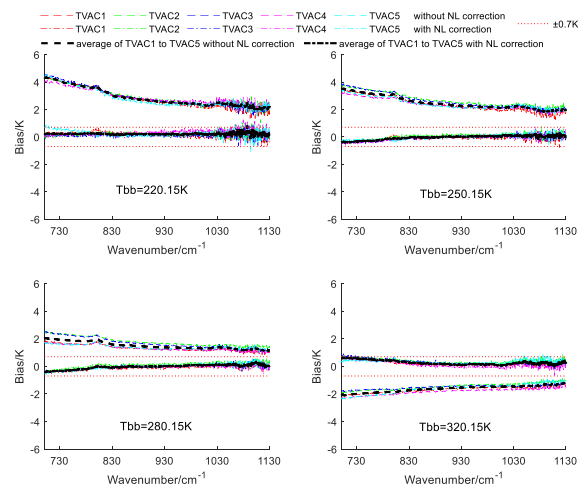 TVAC1 TVAC2 TVAC3 TVAC4 TVAC5 without NL correction
TVAC1 TVAC2 TVAC3 TVAC4 TVAC5 with NL correction
±0.7K
average of TVAC1 to TVAC5 without NL correction average of TVAC1 to TVAC5 with NL correction
6
4
2
0
-2
-4
-6
Bias/K
Tbb=220.15K
730 830 930 1030 1130
Wavenumber/cm-1
6
4
2
0
-2
-4
-6
Bias/K
Tbb=250.15K
730 830 930 1030 1130
Wavenumber/cm-1
6
4
2
0
-2
-4
-6
Bias/K
Tbb=280.15K
730 830 930 1030 1130
Wavenumber/cm-1
6
4
2
0
-2
-4
-6
Bias/K
Tbb=320.15K
730 830 930 1030 1130
Wavenumber/cm-1